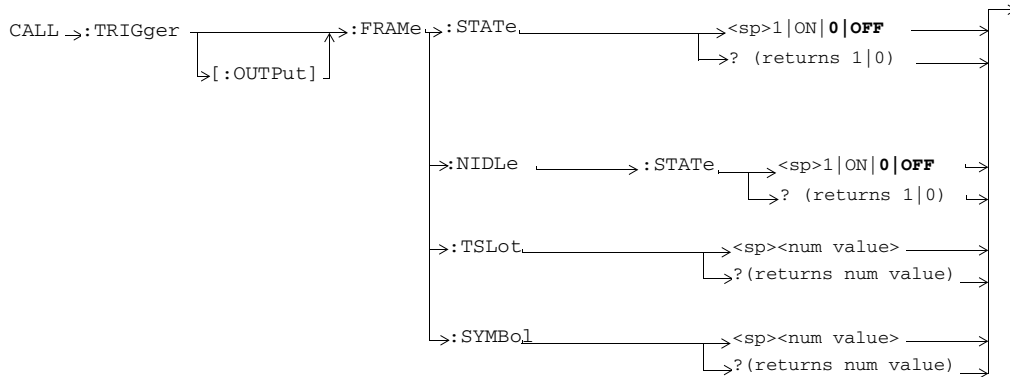 CALL :TRIGger :FRAMe :STATe <sp>1|ON|0|OFF
[:OUTPut] ? (returns 1|0)
:NIDLe :STATe <sp>1|ON|0|OFF
? (returns 1|0)
:TSLot <sp><num value>
?(returns num value)
:SYMBol <sp><num value>
?(returns num value)